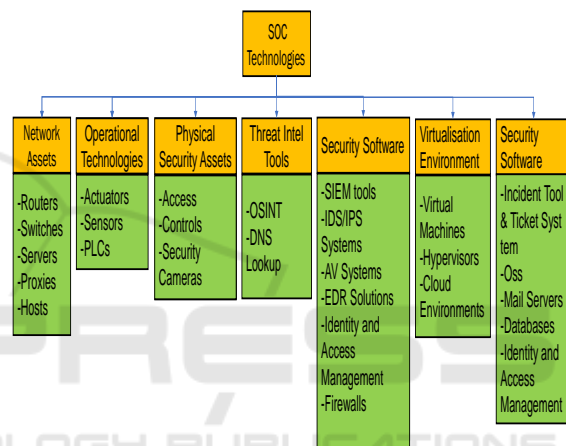 SOC
Technologies
Network
Assets
-Routers
-Switches
-Servers
-Proxies
-Hosts
Operational
Technologies
-Actuators
-Sensors
-PLCs
Physical
Security Assets
-Access
-Controls
-Security
Cameras
Threat Intel
Tools
-OSINT
-DNS
Lookup
Security Software
-SIEM tools
-IDS/IPS
Systems
-AV Systems
-EDR Solutions
-Identity and
Access
Management
-Firewalls
Virtualisation
Environment
-Virtual
Machines
-Hypervisors
-Cloud
Environments
Security
Software
-Incident Tool
& Ticket Syst
tem
-Oss
-Mail Servers
-Databases
-Identity and
Access
Management
PRESS
OLOGY PUBLICATIONS